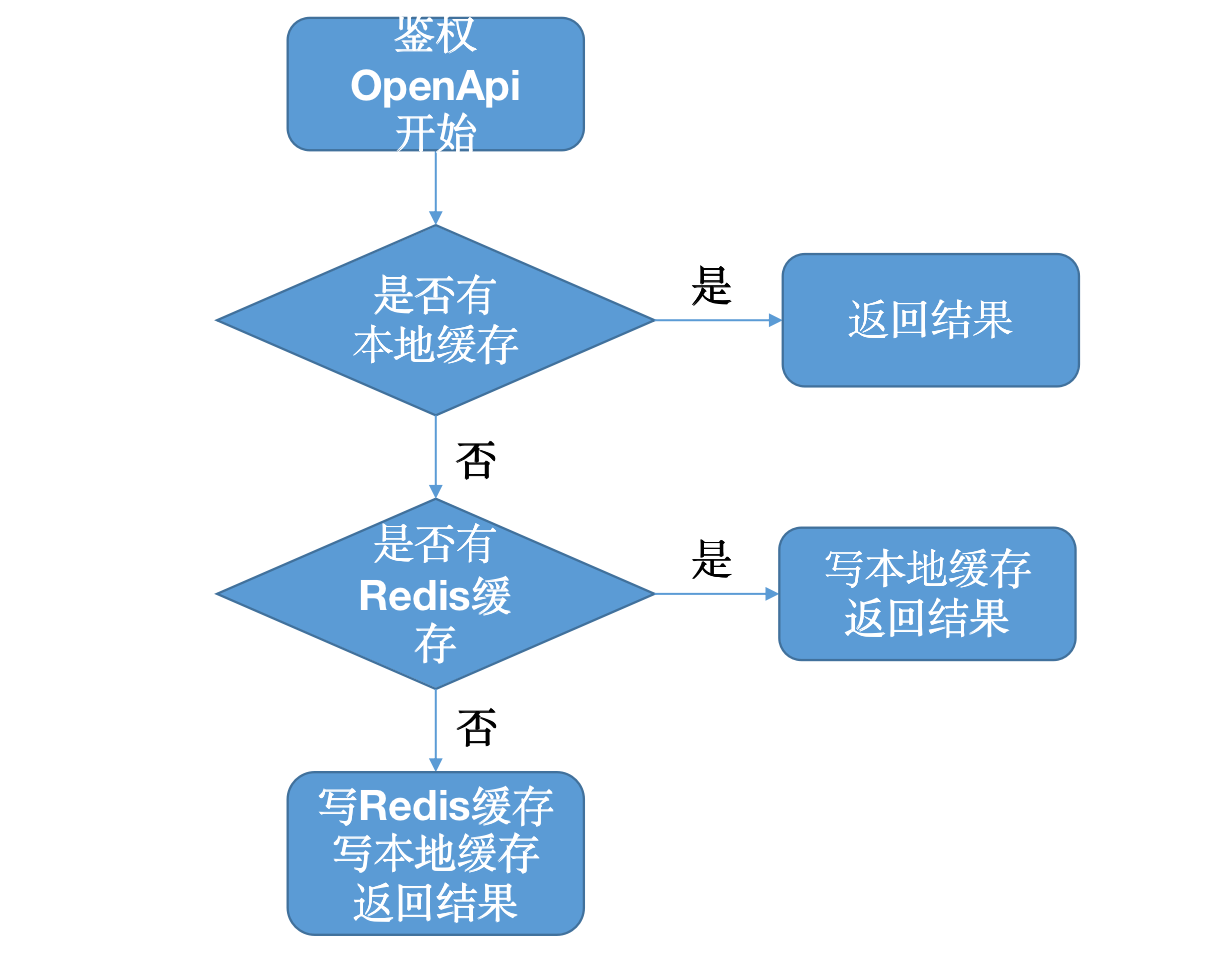 鉴权
OpenApi
开始
是否有
本地缓存
是
返回结果
否
是否有
Redis缓
存
是
写本地缓存
返回结果
否
写Redis缓存
写本地缓存
返回结果